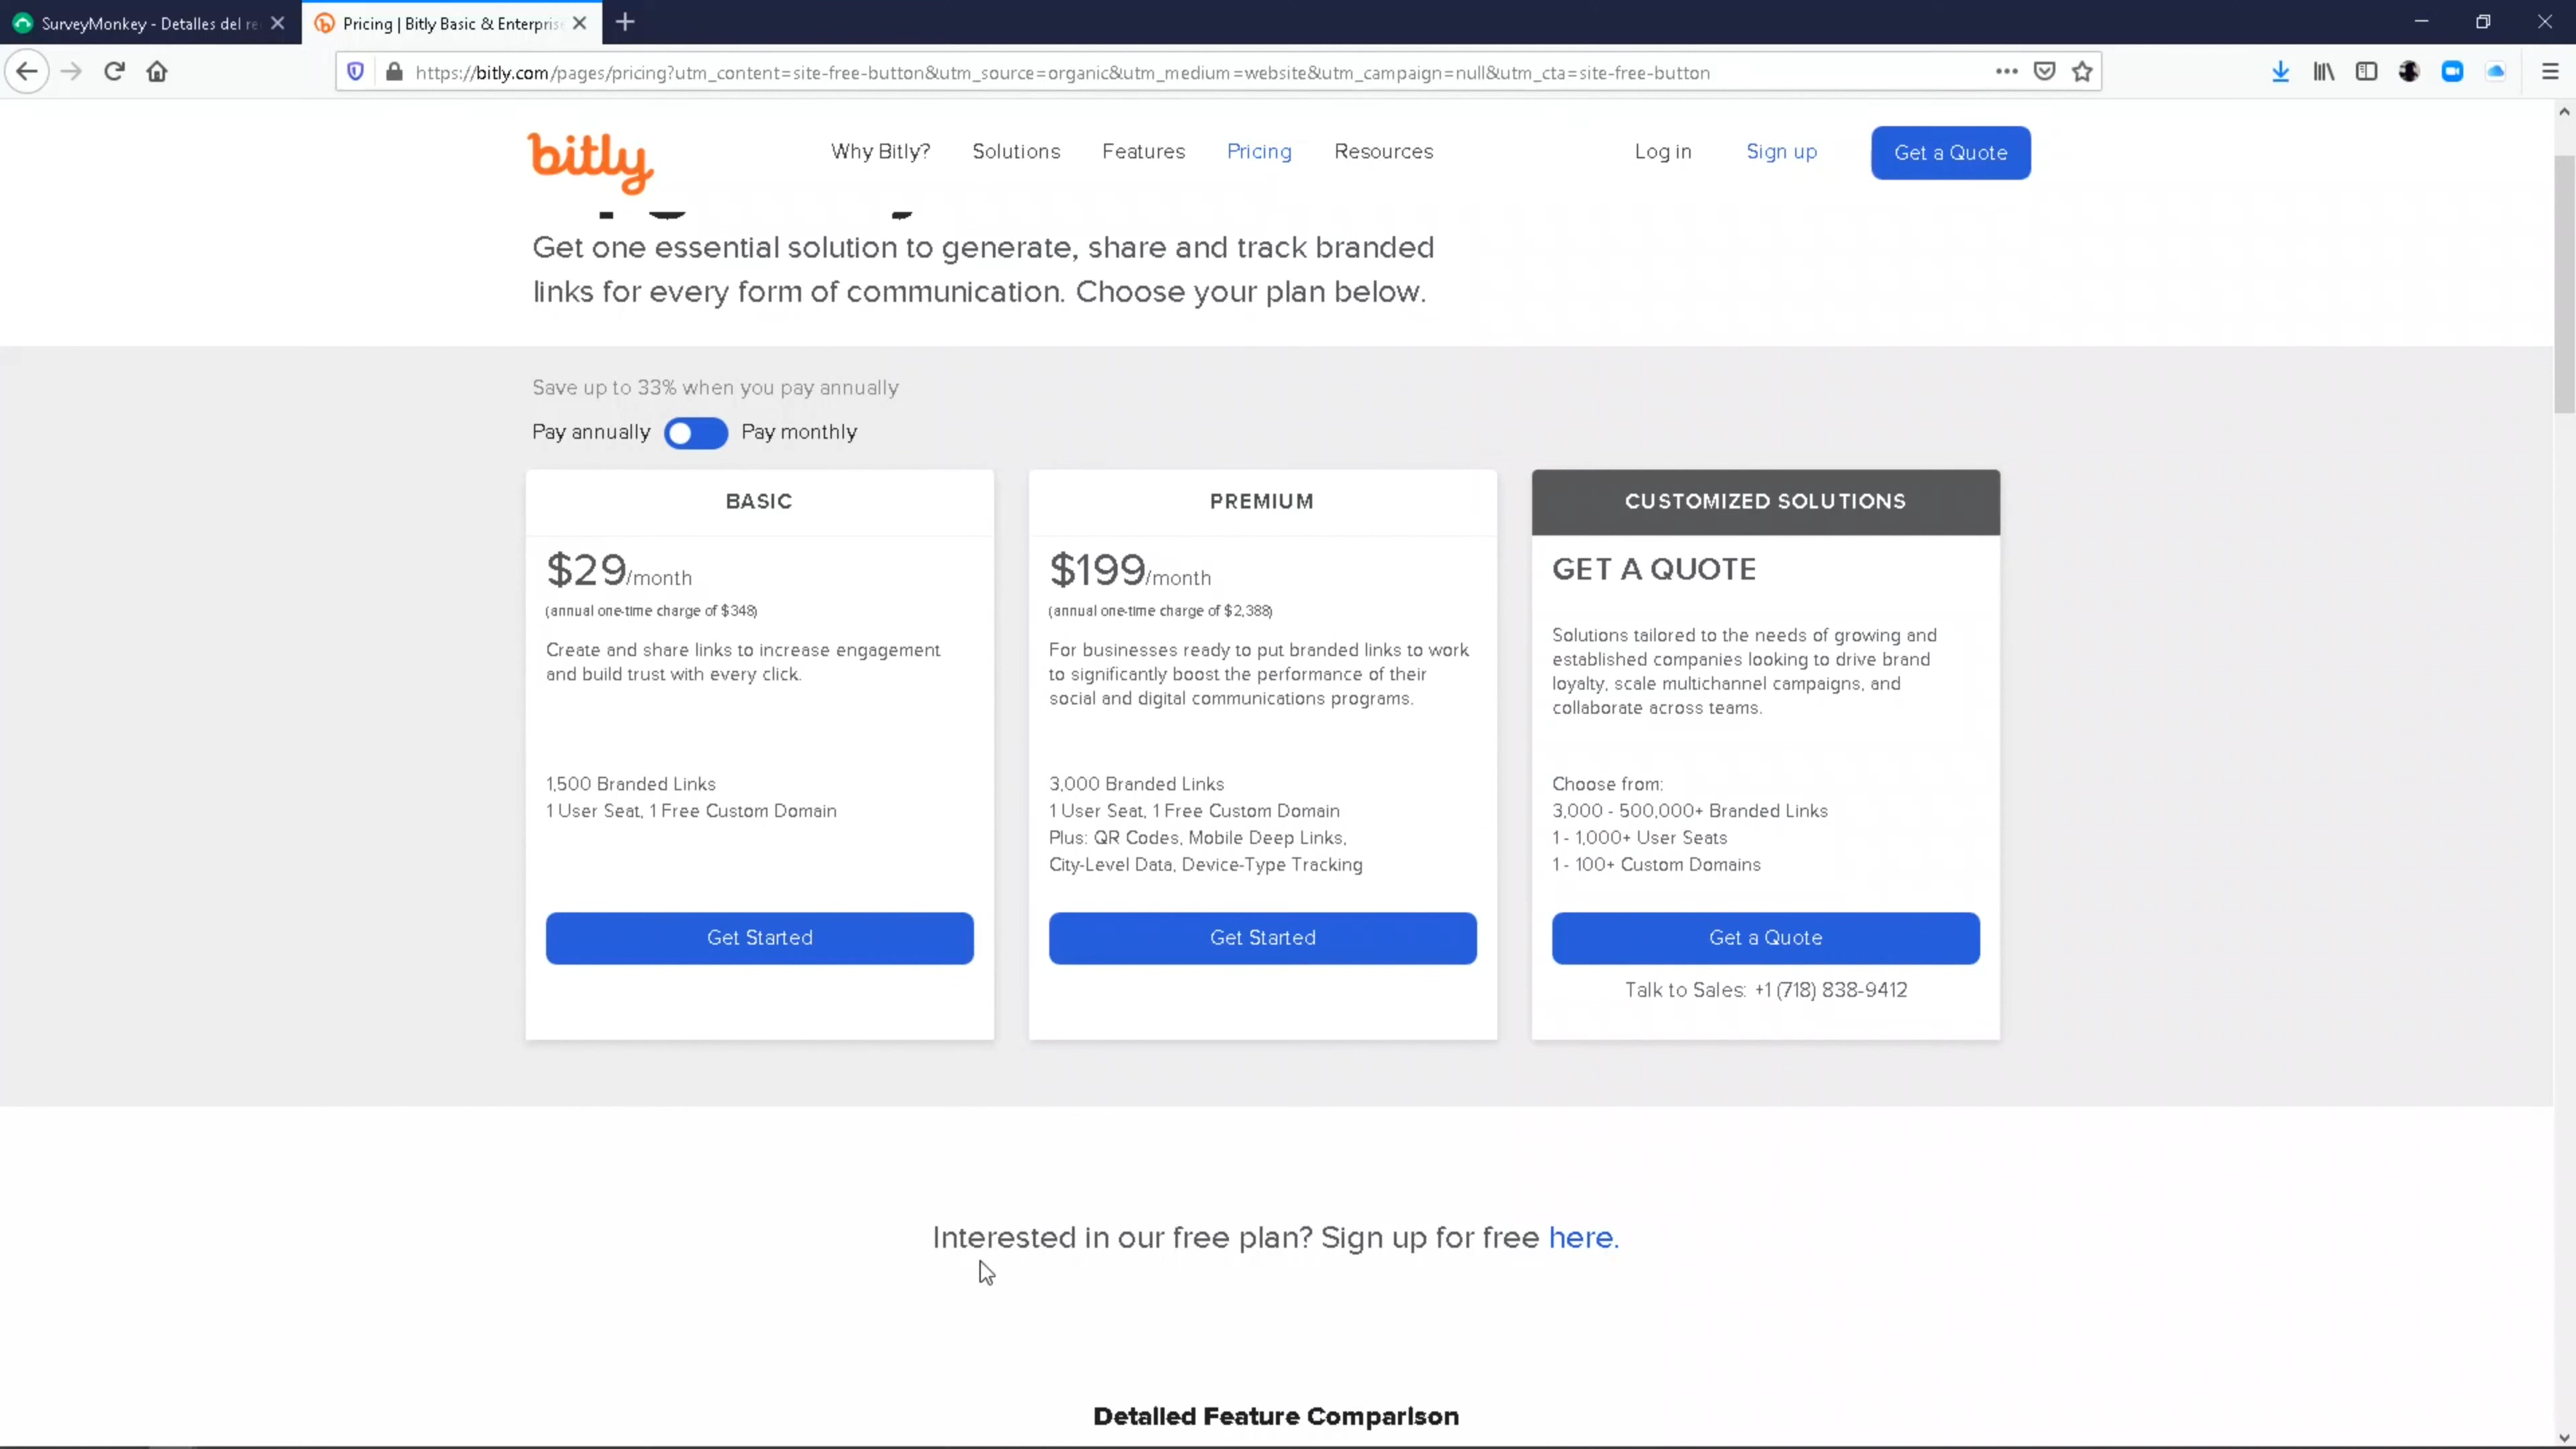 SurveyMonkey - Detalles del re
Pricing | Bitly Basic & Enterpris
https://bitly.com/pages/pricing?utm_content=site-free-button&utm_source=organic&utm_medium=website&utm_campaign=null&utm_cta=site-free-button
bitly
Why Bitly?
Solutions
Features
Pricing
Resources
Log in
Sign up
Get a Quote
Get one essential solution to generate, share and track branded
links for every form of communication. Choose your plan below.
Save up to 33% when you pay annually
Pay annually
Pay monthly
BASIC
$29/month
(annual one-time charge of $348)
Create and share links to increase engagement
and build trust with every click.
1,500 Branded Links
1 User Seat, 1 Free Custom Domain
Get Started
PREMIUM
$199/month
(annual one-time charge of $2,388)
For businesses ready to put branded links to work
to significantly boost the performance of their
social and digital communications programs.
3,000 Branded Links
1 User Seat, 1 Free Custom Domain
Plus: QR Codes, Mobile Deep Links,
City-Level Data, Device-Type Tracking
Get Started
CUSTOMIZED SOLUTIONS
GET A QUOTE
Solutions tailored to the needs of growing and
established companies looking to drive brand
loyalty, scale multichannel campaigns, and
collaborate across teams.
Choose from:
3,000 - 500,000+ Branded Links
1 - 1,000+ User Seats
1 - 100+ Custom Domains
Get a Quote
Talk to Sales: +1 (718) 838-9412
Interested in our free plan? Sign up for free here.
Detailed Feature Comparison